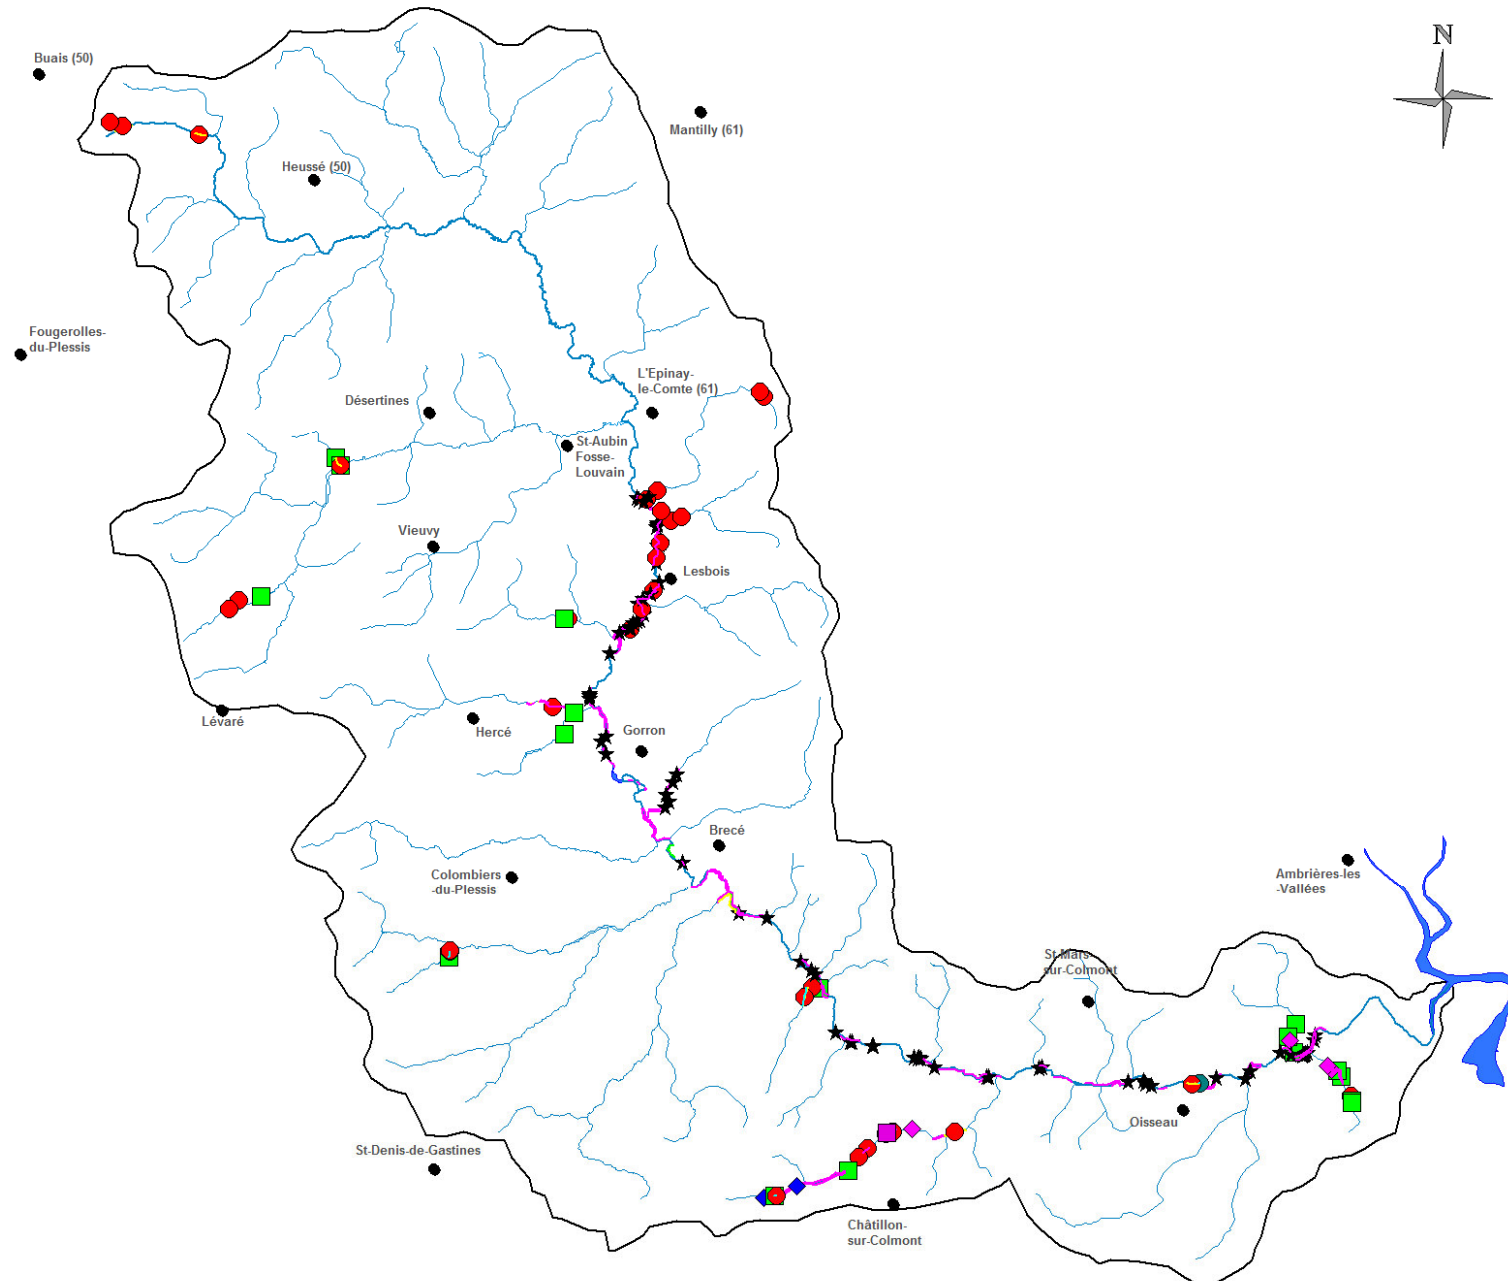 N
Buais (50)
Mantilly (61)
Heussé (50)
Fougerolles-
du-Plessis
L'Epinay-
le-Comte (61)
Désertines
St-Aubin
Fosse-
Louvain
Vieuvy
Lesbois
Lévaré
Hercé
Gorron
Brecé
Colombiers
-du-Plessis
Ambrières-les
-Vallées
St-Mars-
sur-Colmont
Oisseau
St-Denis-de-Gastines
Châtillon-
sur-Colmont